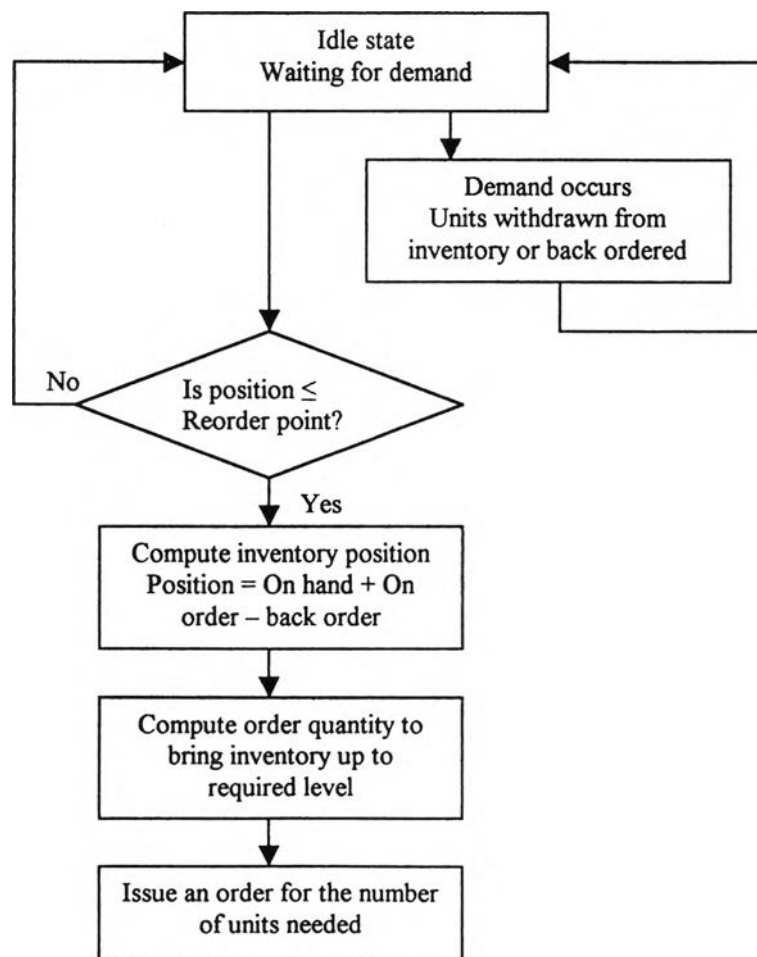 Idle state
Waiting for demand
Demand occurs
Units withdrawn from
inventory or back ordered
No
Is position ≤
Reorder point?
Yes
Compute inventory position
Position = On hand + On
order – back order
Compute order quantity to
bring inventory up to
required level
Issue an order for the number
of units needed